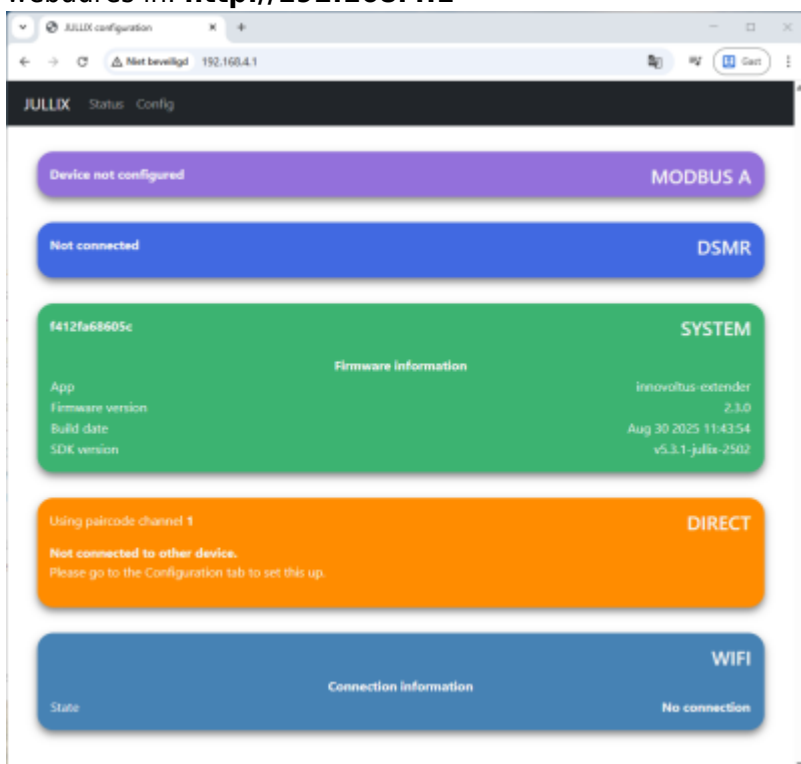 JULLIX configuration
Niet beveiligd 192.168.4.1 Gast
JULLIX Status Config
Device not configured MODBUS A
Not connected DSMR
f412fa68605c SYSTEM
Firmware information
App innovoltus-extender
Firmware version 2.3.0
Build date Aug 30 2025 11:43:54
SDK version v5.3.1-jullix-2502
Using paircode channel 1 DIRECT
Not connected to other device.
Please go to the Configuration tab to set this up.
WIFI
Connection information
State No connection